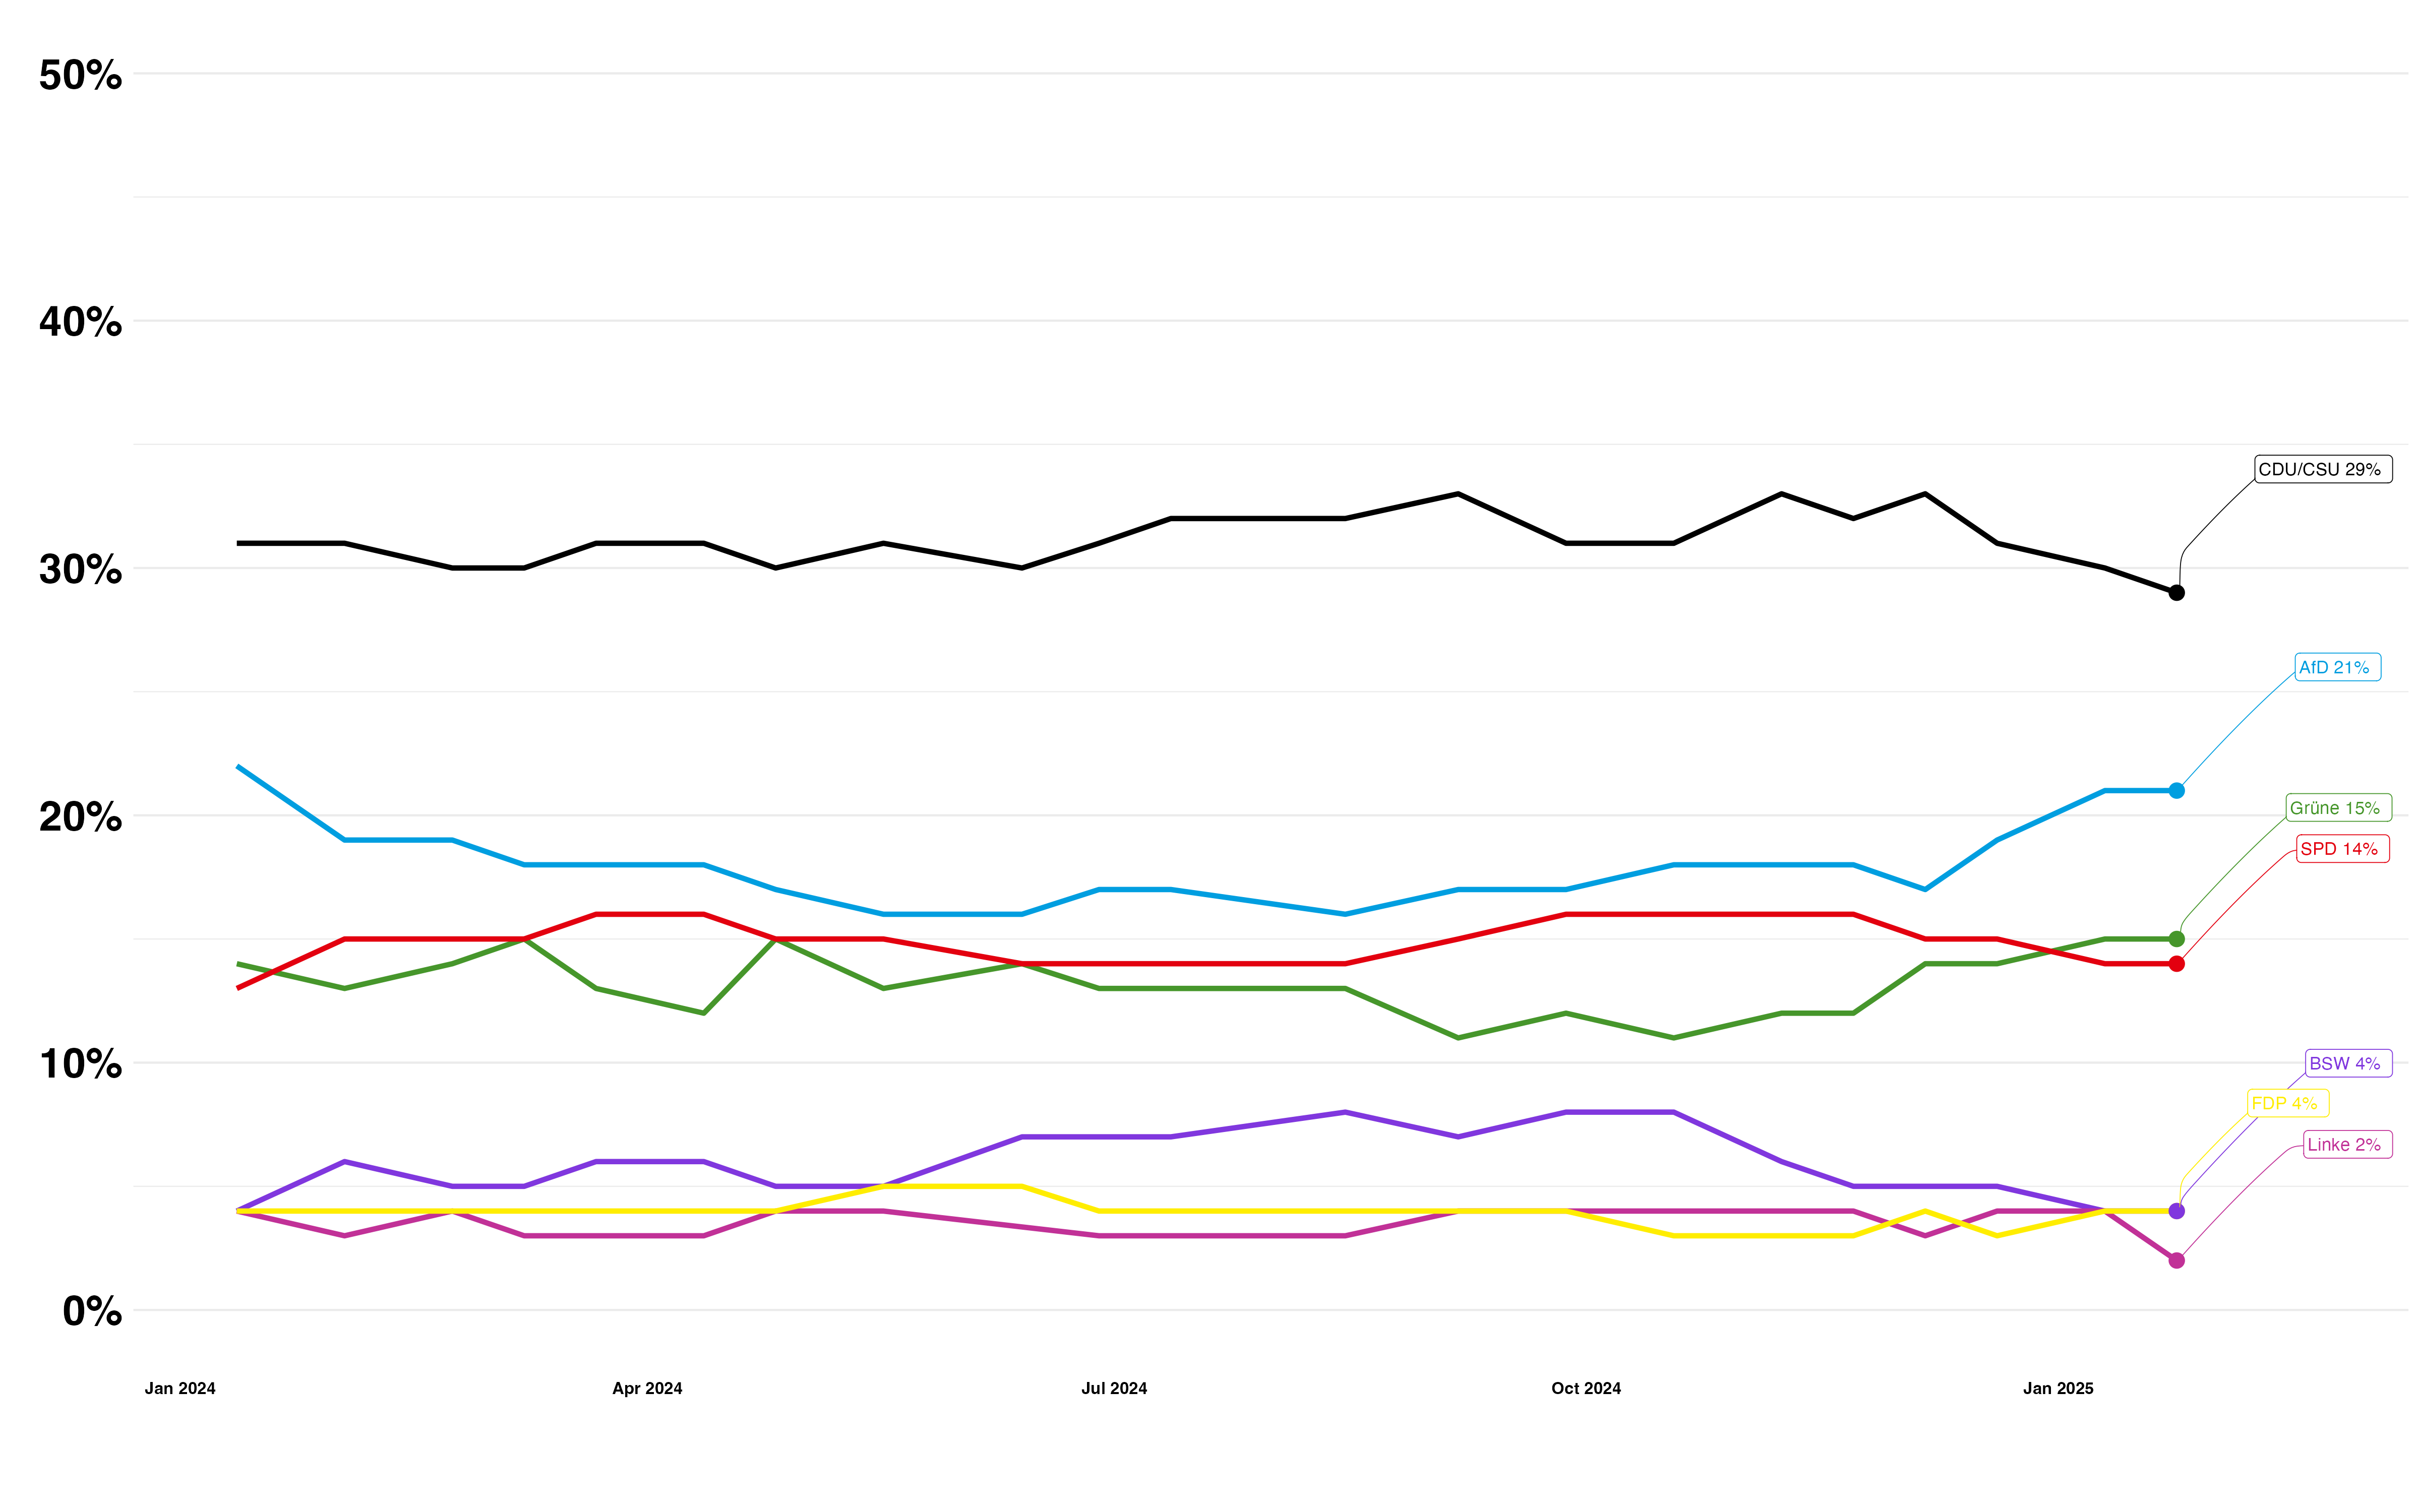 50%
40%
30%
20%
10%
0%
CDU/CSU 29%
AfD 21%
Grüne 15%
SPD 14%
BSW 4%
FDP 4%
Linke 2%
Jan 2024 Apr 2024 Jul 2024 Oct 2024 Jan 2025